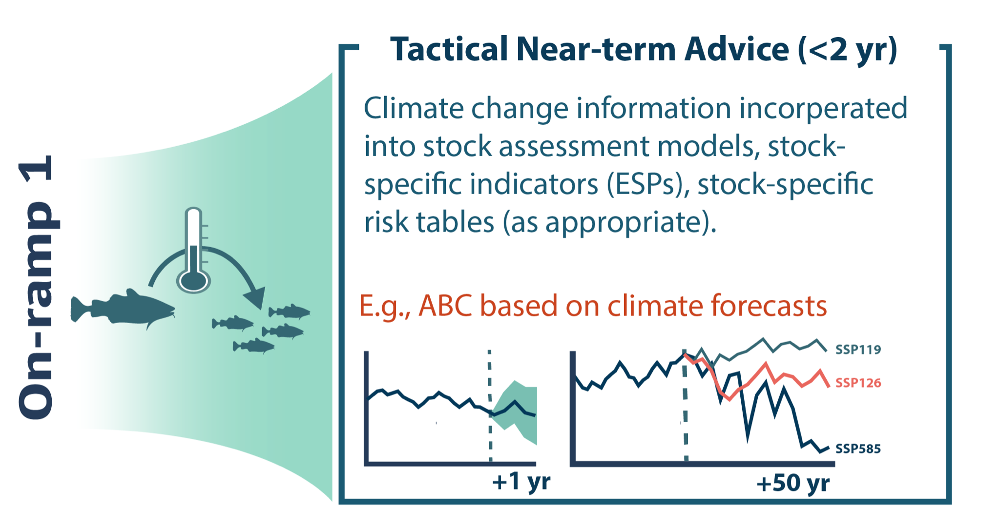 On-ramp 1
Tactical Near-term Advice (<2 yr)
Climate change information incorperated
into stock assessment models, stock-
specific indicators (ESPs), stock-specific
risk tables (as appropriate).
E.g., ABC based on climate forecasts
SSP119
SSP126
SSP585
+1 yr
+50 yr